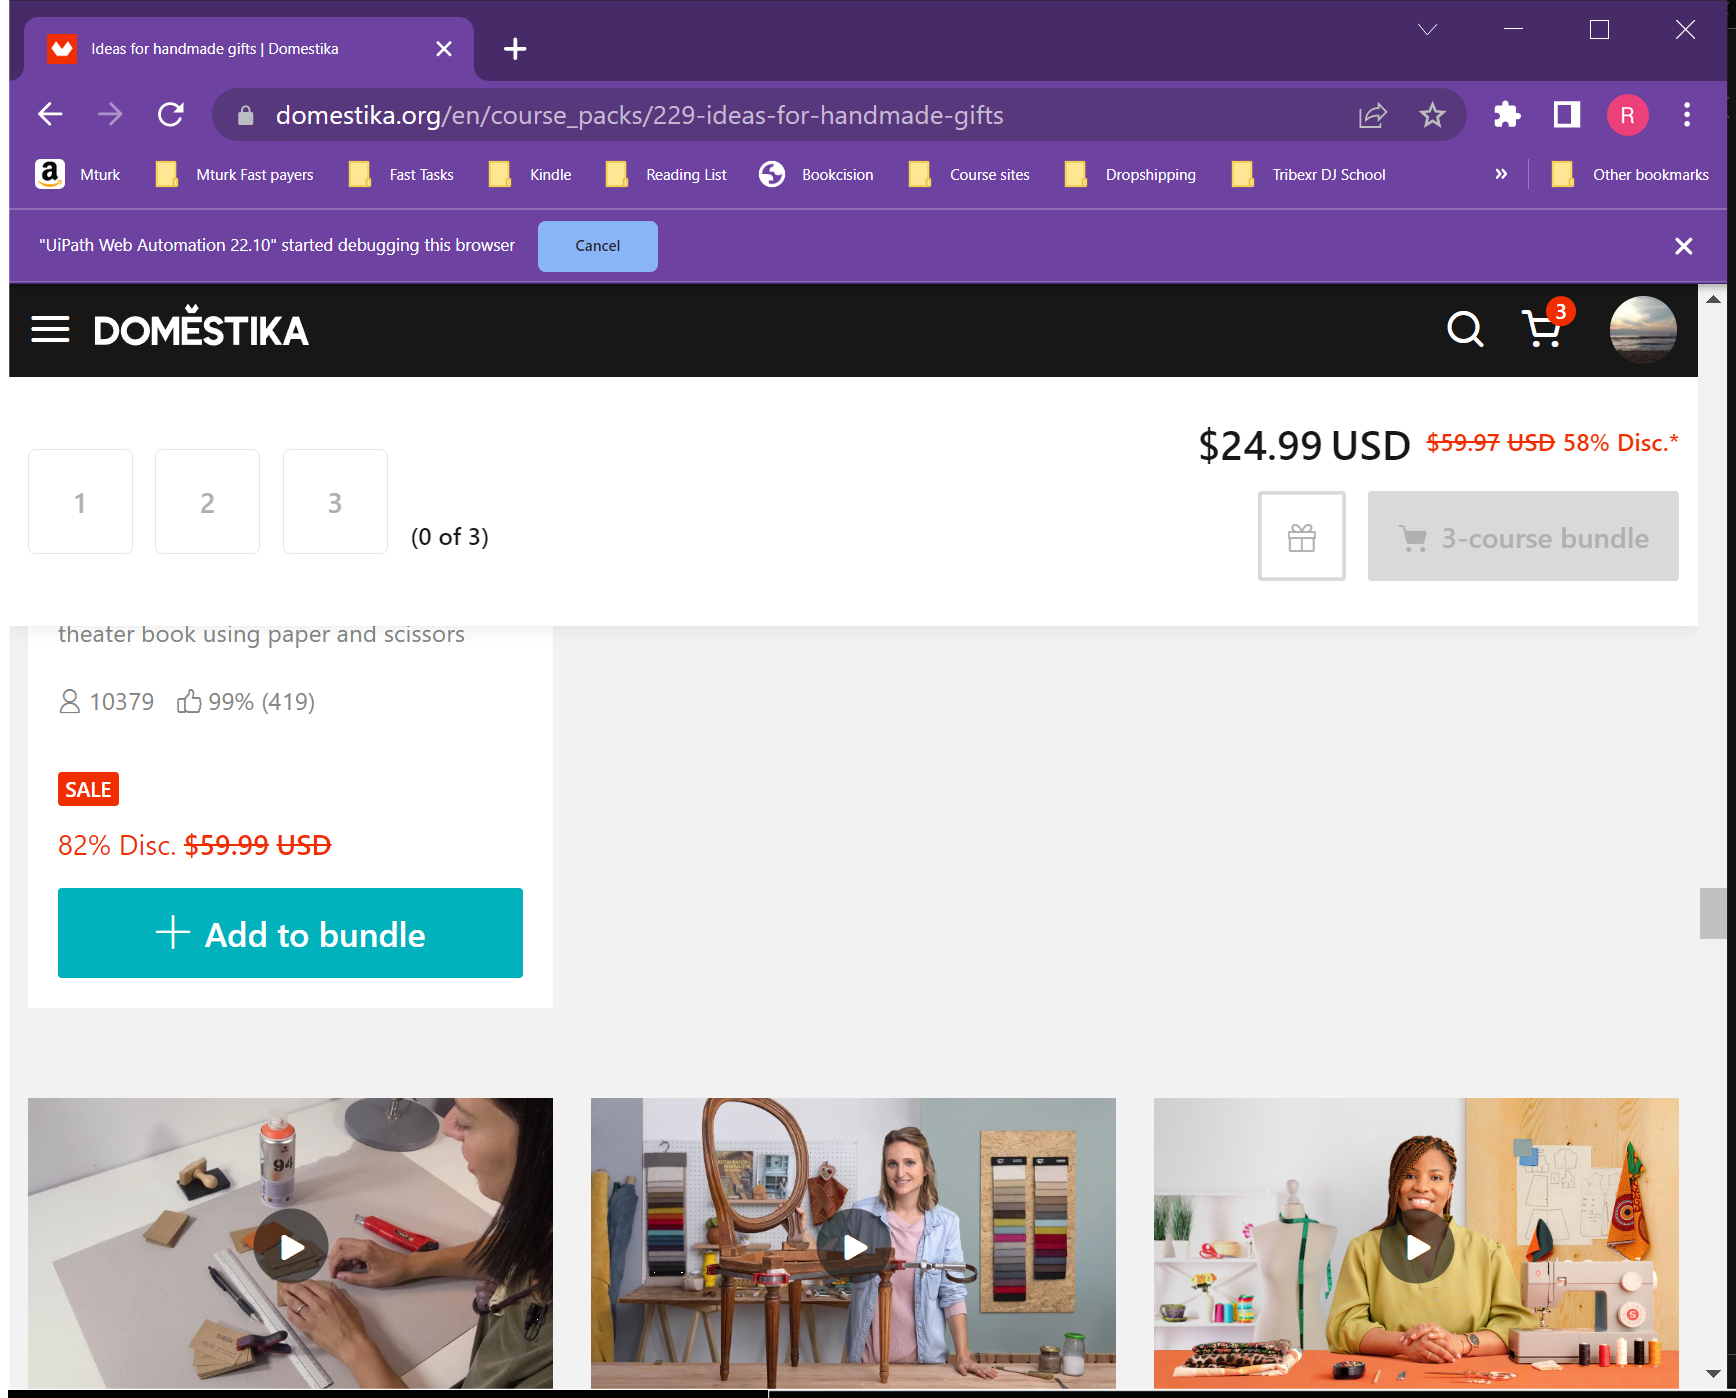 Ideas for handmade gifts | Domestika
domestika.org/en/course_packs/229-ideas-for-handmade-gifts
R
Mturk
Mturk Fast payers
Fast Tasks
Kindle
Reading List
Bookcision
Course sites
Dropshipping
Tribexr DJ School
»
Other bookmarks
"UiPath Web Automation 22.10" started debugging this browser
Cancel
DOMĚSTIKA
3
$24.99 USD $59.97 USD 58% Disc.*
1 2 3 (0 of 3)
3-course bundle
theater book using paper and scissors
10379 99% (419)
SALE
82% Disc. $59.99 USD
Add to bundle
94